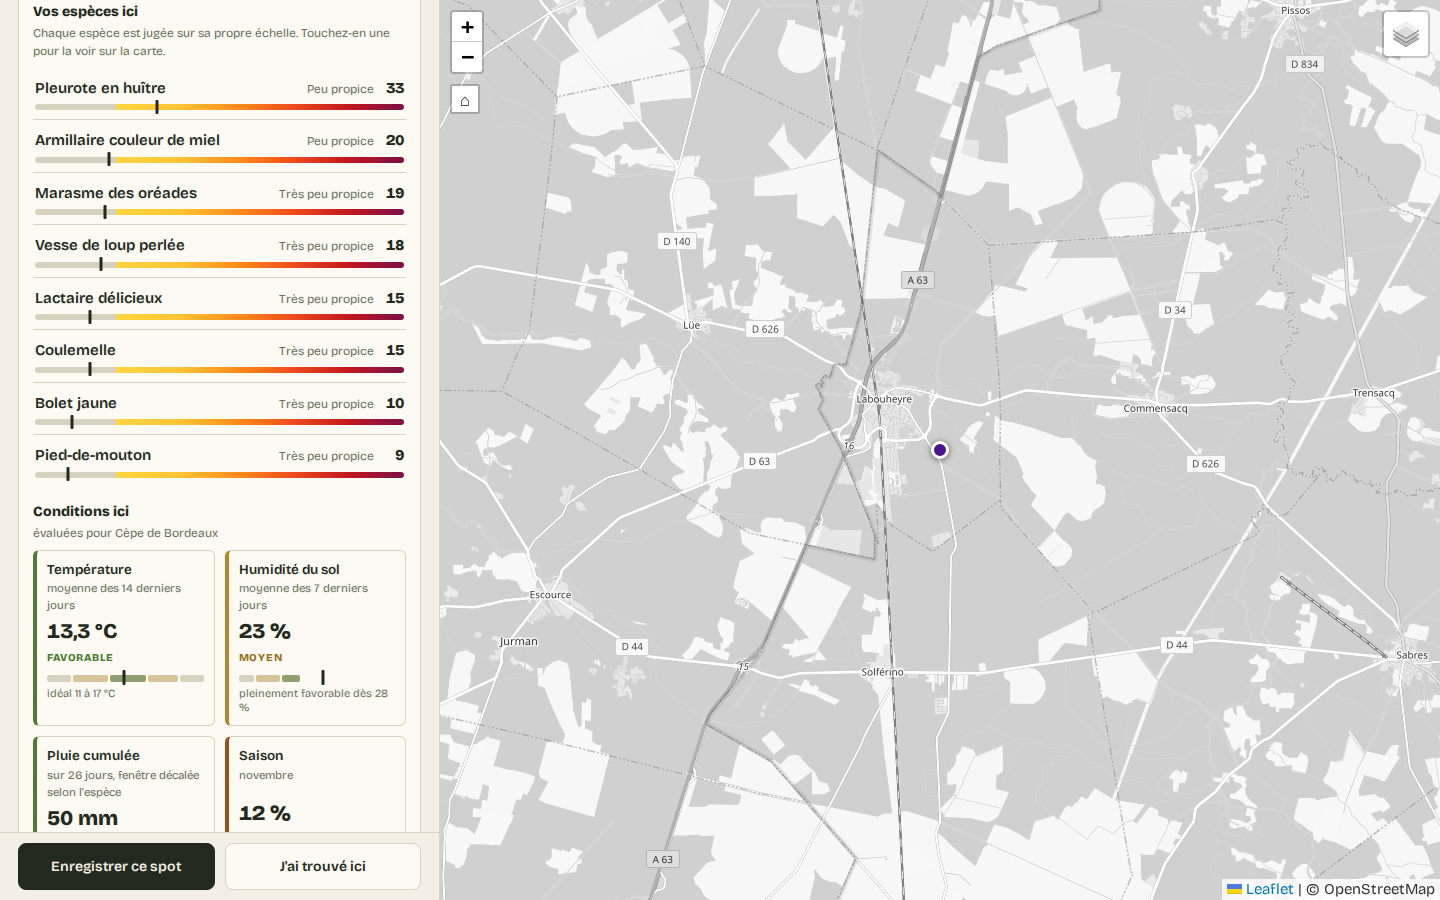 Vos espèces ici
Chaque espèce est jugée sur sa propre échelle. Touchez-en une
pour la voir sur la carte.
Pleurote en huître Peu propice 33
Armillaire couleur de miel Peu propice 20
Marasme des oréades Très peu propice 19
Vesse de loup perlée Très peu propice 18
Lactaire délicieux Très peu propice 15
Coulemelle Très peu propice 15
Bolet jaune Très peu propice 10
Pied-de-mouton Très peu propice 9
Conditions ici
évaluées pour Cèpe de Bordeaux
Température
moyenne des 14 derniers
jours
13,3 °C
FAVORABLE
idéal 11 à 17 °C
Humidité du sol
moyenne des 7 derniers
jours
23 %
MOYEN
pleinement favorable dès 28
%
Pluie cumulée
sur 26 jours, fenêtre décalée
selon l'espèce
50 mm
Saison
novembre
12 %
Enregistrer ce spot
J'ai trouvé ici
+
−
⌂
Pissos
D 834
D 140
A 63
D 34
Lüe
D 626
Labouheyre
Trensacq
Commensacq
16
D 63
D 626
Escource
Jurman
D 44
D 44
15
Solférino
Sabres
A 63
Leaflet | © OpenStreetMap